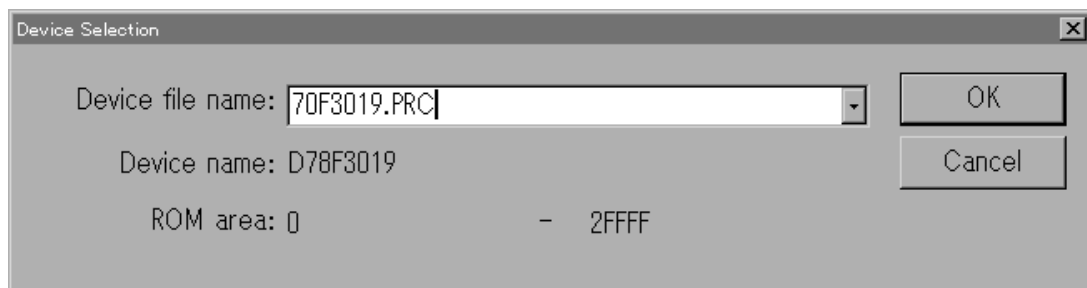 Device Selection
Device file name: 70F3019.PRC
OK
Device name: D78F3019
Cancel
ROM area: 0 - 2FFFF